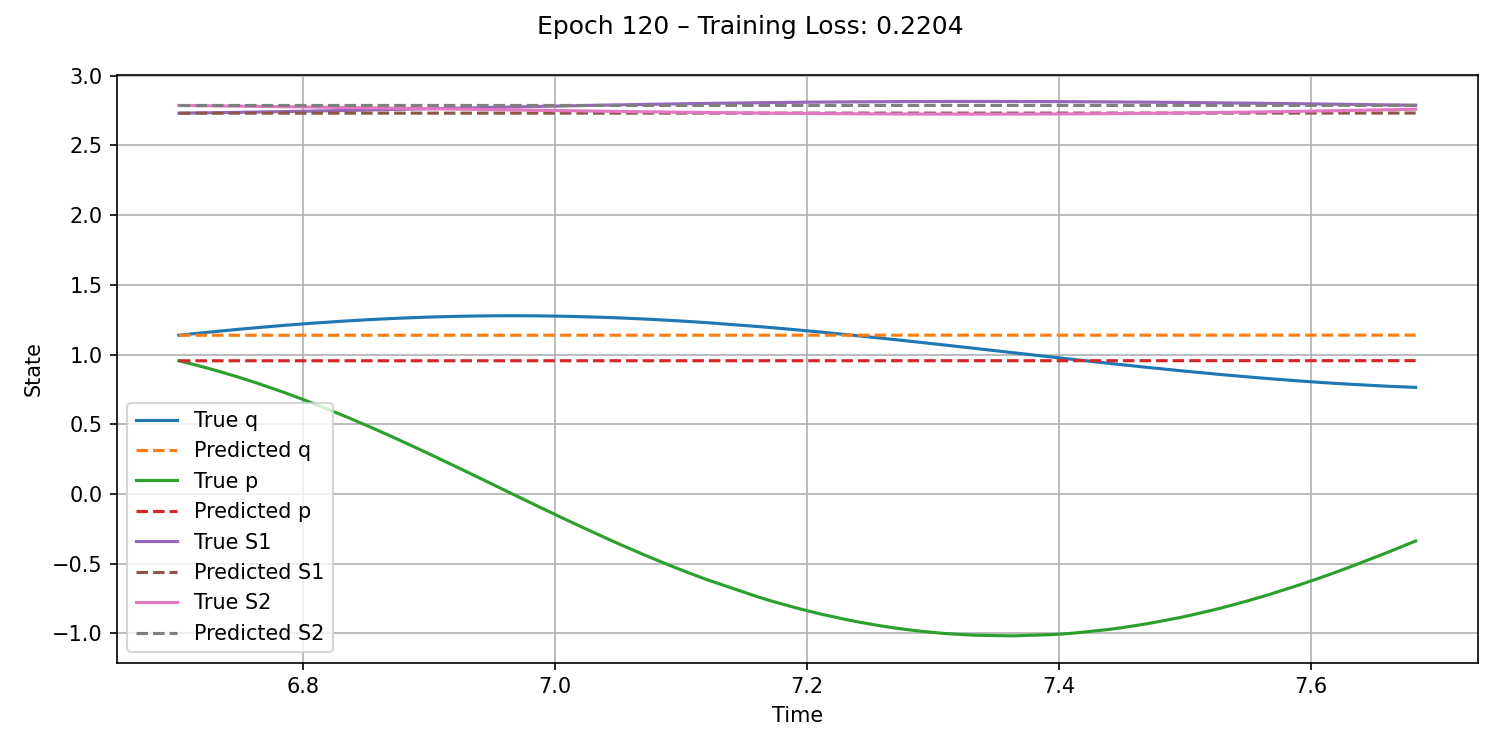 Epoch 120 – Training Loss: 0.2204
3.0
2.5
2.0
1.5
1.0
0.5
0.0
−0.5
−1.0
State
True q
Predicted q
True p
Predicted p
True S1
Predicted S1
True S2
Predicted S2
6.8 7.0 7.2 7.4 7.6
Time